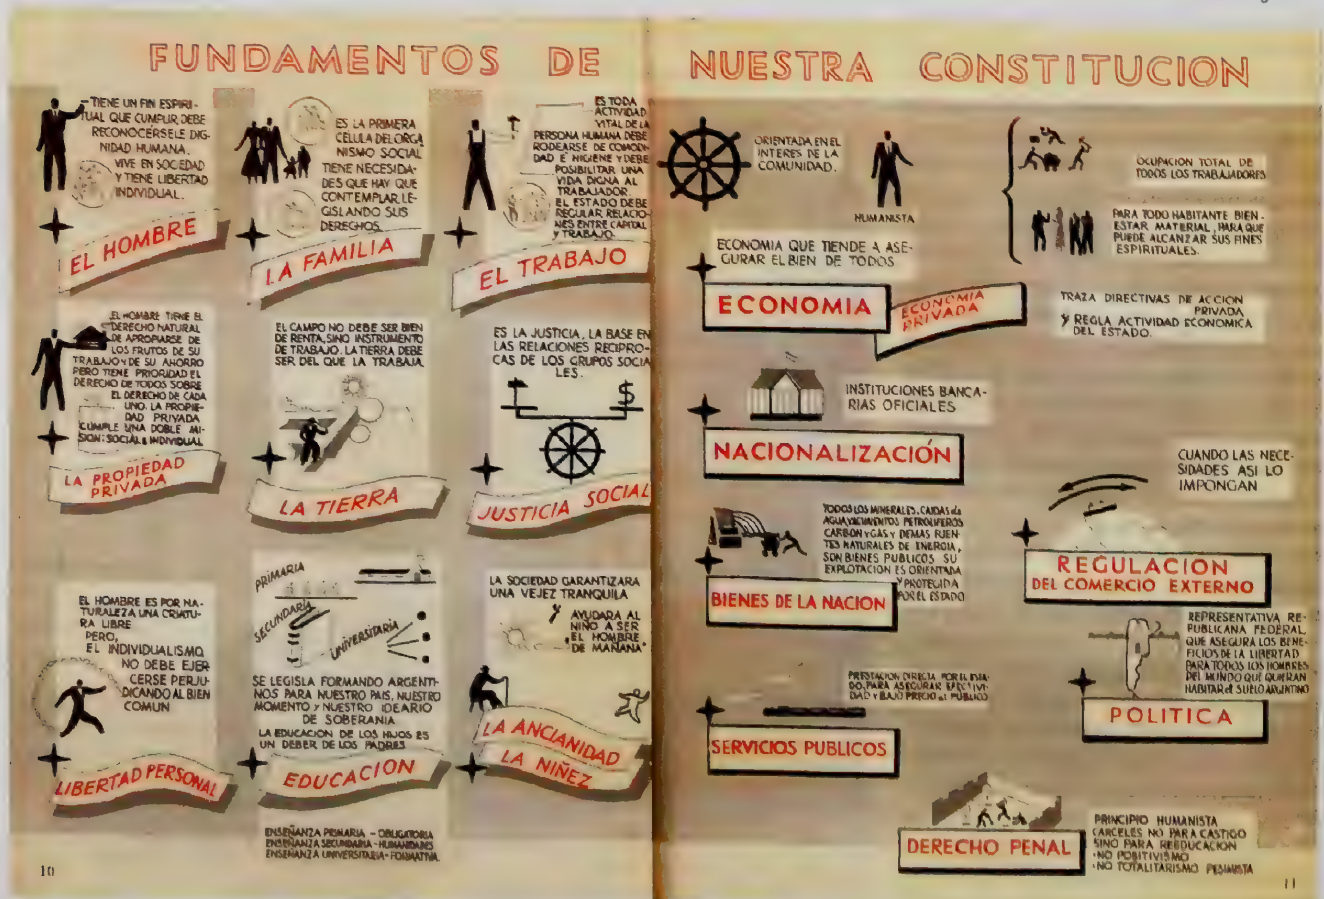 FUNDAMENTOS DE NUESTRA CONSTITUCION
TIENE UN FIN ESPIRI-
TUAL QUE CUMPLIR, DEBE
RECONOCERSELE DIG-
NIDAD HUMANA.
VIVE EN SOCIEDAD
Y TIENE LIBERTAD
INDIVIDUAL.
EL HOMBRE
ES LA PRIMERA
CELULA DEL ORGA
NISMO SOCIAL
TIENE NECESIDA-
DES QUE HAY QUE
CONTEMPLAR, LE-
GISLANDO SUS
DERECHOS.
LA FAMILIA
ES TODA
ACTIVIDAD
VITAL DE LA
PERSONA HUMANA DEBE
RODEARSE DE COMODI-
DAD E HIGIENE Y DEBE
POSIBILITAR UNA
VIDA DIGNA AL
TRABAJADOR.
EL ESTADO DEBE
REGULAR RELACIO-
NES ENTRE CAPITAL
Y TRABAJO.
EL TRABAJO
EL HOMBRE TIENE EL
DERECHO NATURAL
DE APROPIARSE DE
LOS FRUTOS DE SU
TRABAJO Y DE SU AHORRO
PERO TIENE PRIORIDAD EL
DERECHO DE TODOS SOBRE
EL DERECHO DE CADA
UNO. LA PROPIE-
DAD PRIVADA
CUMPLE UNA DOBLE MI-
SION: SOCIAL E INDIVIDUAL
LA PROPIEDAD
PRIVADA
EL CAMPO NO DEBE SER BIEN
DE RENTA, SINO INSTRUMENTO
DE TRABAJO. LA TIERRA DEBE
SER DEL QUE LA TRABAJA.
LA TIERRA
ES LA JUSTICIA, LA BASE EN
LAS RELACIONES RECIPRO-
CAS DE LOS GRUPOS SOCIA
LES.
$
JUSTICIA SOCIAL
EL HOMBRE ES POR NA-
TURALEZA UNA CRIATU-
RA LIBRE
PERO,
EL INDIVIDUALISMO
NO DEBE EJER
CERSE PERJU-
DICANDO AL BIEN
COMUN
LIBERTAD PERSONAL
PRIMARIA
SECUNDARIA
UNIVERSITARIA
SE LEGISLA FORMANDO ARGENTI-
NOS PARA NUESTRO PAIS, NUESTRO
MOMENTO Y NUESTRO IDEARIO
DE SOBERANIA
LA EDUCACION DE LOS HIJOS ES
UN DEBER DE LOS PADRES
EDUCACION
ENSEÑANZA PRIMARIA - OBLIGATORIA
ENSEÑANZA SECUNDARIA - HUMANIDADES
ENSEÑANZA UNIVERSITARIA - FORMATIVA.
LA SOCIEDAD GARANTIZARA
UNA VEJEZ TRANQUILA
Y AYUDARA AL
NIÑO A SER
"EL HOMBRE
DE MAÑANA"
LA ANCIANIDAD
LA NIÑEZ
10
ORIENTADA EN EL
INTERES DE LA
COMUNIDAD.
HUMANISTA
ECONOMIA QUE TIENDE A ASE-
GURAR EL BIEN DE TODOS
OCUPACION TOTAL DE
TODOS LOS TRABAJADORES
PARA TODO HABITANTE BIEN-
ESTAR MATERIAL, PARA QUE
PUEDE ALCANZAR SUS FINES
ESPIRITUALES.
ECONOMIA
ECONOMIA
PRIVADA
TRAZA DIRECTIVAS DE ACCION
PRIVADA
Y REGLA ACTIVIDAD ECONOMICA
DEL ESTADO.
INSTITUCIONES BANCA-
RIAS OFICIALES
NACIONALIZACIÓN
TODOS LOS MINERALES, CAIDAS de
AGUA, YACIMIENTOS PETROLIFEROS
CARBON y GAS y DEMAS FUEN-
TES NATURALES DE ENERGIA,
SON BIENES PUBLICOS SU
EXPLOTACION ES ORIENTADA
Y PROTEGIDA
POR EL ESTADO
BIENES DE LA NACION
CUANDO LAS NECE-
SIDADES ASI LO
IMPONGAN
REGULACION
DEL COMERCIO EXTERNO
PRESTACION DIRECTA POR EL ESTA-
DO, PARA ASEGURAR EFECTIVI-
DAD Y BAJO PRECIO al PUBLICO
SERVICIOS PUBLICOS
REPRESENTATIVA RE-
PUBLICANA FEDERAL,
QUE ASEGURA LOS BENE-
FICIOS DE LA LIBERTAD
PARA TODOS LOS HOMBRES
DEL MUNDO QUE QUIERAN
HABITAR el SUELO ARGENTINO
POLITICA
DERECHO PENAL
PRINCIPIO HUMANISTA
CARCELES NO PARA CASTIGO
SINO PARA REEDUCACION
-NO POSITIVISMO
-NO TOTALITARISMO PESIMISTA
11